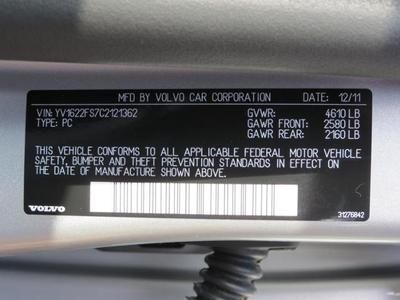 MFD BY VOLVO CAR CORPORATION DATE: 12/11
VIN: YV1622FS7C2121362 GVWR: 4610 LB
TYPE: PC GAWR FRONT: 2580 LB
GAWR REAR: 2160 LB
THIS VEHICLE CONFORMS TO ALL APPLICABLE FEDERAL MOTOR VEHICLE
SAFETY, BUMPER AND THEFT PREVENTION STANDARDS IN EFFECT ON
THE DATE OF MANUFACTURE SHOWN ABOVE.
VOLVO 31276842